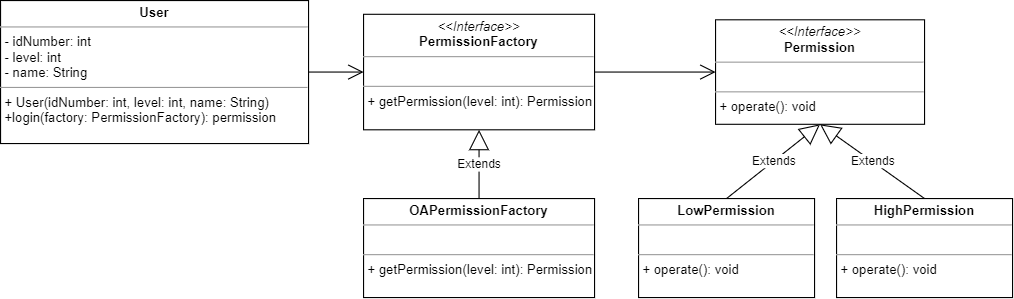 User
- idNumber: int
- level: int
- name: String
+ User(idNumber: int, level: int, name: String)
+login(factory: PermissionFactory): permission
<<Interface>>
PermissionFactory
+ getPermission(level: int): Permission
<<Interface>>
Permission
+ operate(): void
Extends
Extends
Extends
OAPermissionFactory
+ getPermission(level: int): Permission
LowPermission
+ operate(): void
HighPermission
+ operate(): void